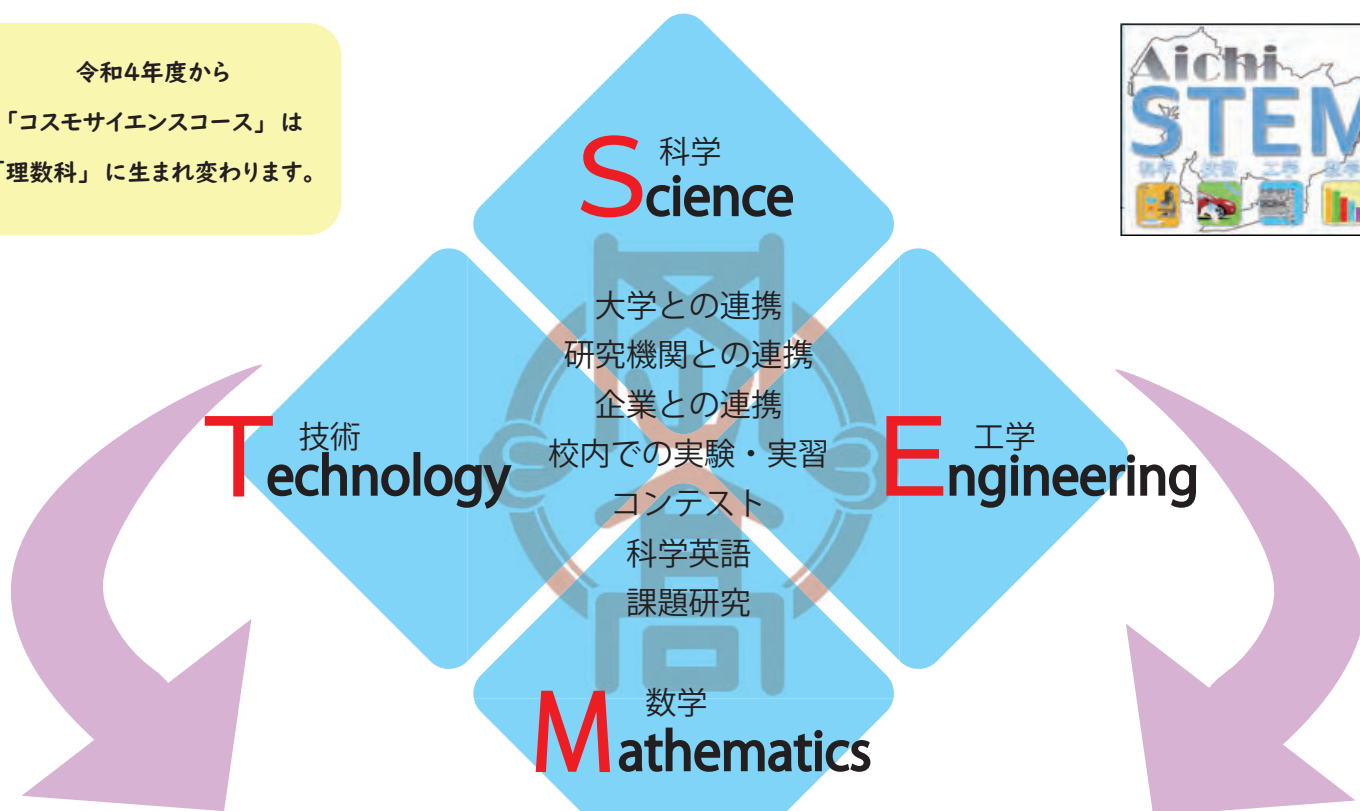 令和4年度から
「コスモサイエンスコース」は
「理数科」に生まれ変わります。
Aichi
STEM
技術 工学
科学
Science
大学との連携
研究機関との連携
企業との連携
校内での実験・実習
コンテスト
科学英語
課題研究
技術
Technology
工学
Engineering
数学
Mathematics